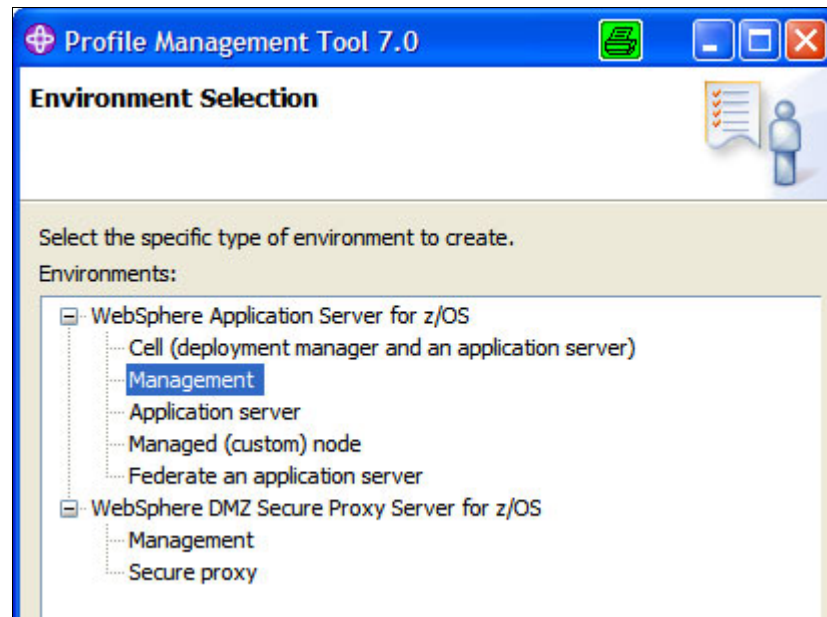 Profile Management Tool 7.0
Environment Selection
Select the specific type of environment to create.
Environments:
WebSphere Application Server for z/OS
Cell (deployment manager and an application server)
Management
Application server
Managed (custom) node
Federate an application server
WebSphere DMZ Secure Proxy Server for z/OS
Management
Secure proxy